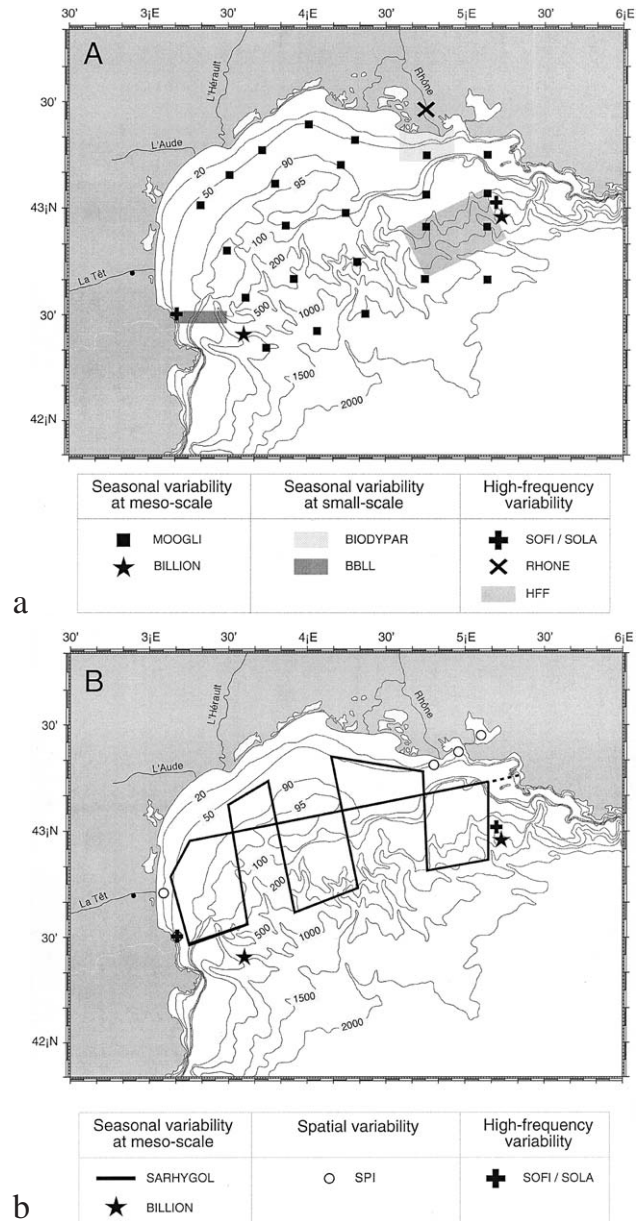 30' 3¡E 30' 4¡E 30' 5¡E 30' 6¡E
A
L'Hérault
Rhône
30'
L'Aude
20
50
90
95
43¡N
100
200
La Têt
500
1000
30'
1500
2000
42¡N
Seasonal variability at meso-scale
MOOGLI
BILLION
Seasonal variability at small-scale
BIODYPAR
BBLL
High-frequency variability
SOFI / SOLA
RHONE
HFF
a
30' 3¡E 30' 4¡E 30' 5¡E 30' 6¡E
B
L'Hérault
Rhône
30'
L'Aude
20
50
90
95
43¡N
100
200
La Têt
500
1000
30'
1500
2000
42¡N
Seasonal variability at meso-scale
SARHYGOL
BILLION
Spatial variability
SPI
High-frequency variability
SOFI / SOLA
b